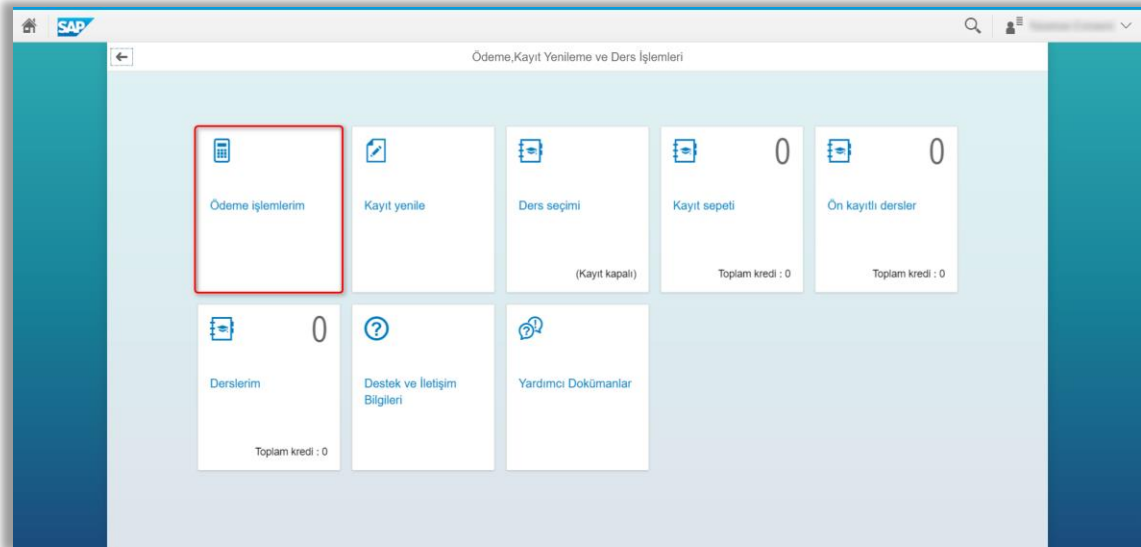 SAP
Ödeme,Kayıt Yenileme ve Ders İşlemleri
Ödeme işlemlerim
Kayıt yenile
Ders seçimi
(Kayıt kapalı)
0
Kayıt sepeti
Toplam kredi : 0
0
Ön kayıtlı dersler
Toplam kredi : 0
0
Derslerim
Toplam kredi : 0
Destek ve İletişim
Bilgileri
Yardımcı Dokümanlar